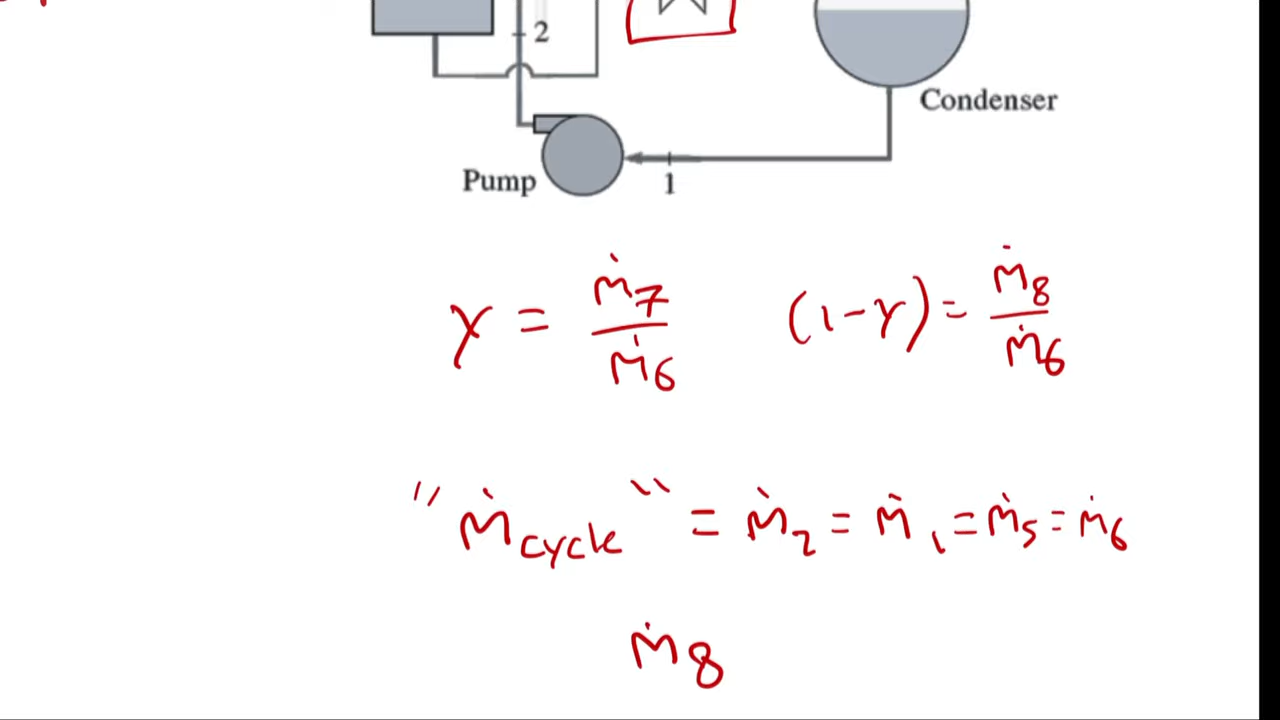 2
Condenser
Pump
1
γ = ṁ7/ṁ6 (1-γ) = ṁ8/ṁ6
"ṁcycle" = ṁ2 = ṁ1 = ṁ5 = ṁ6
ṁ8